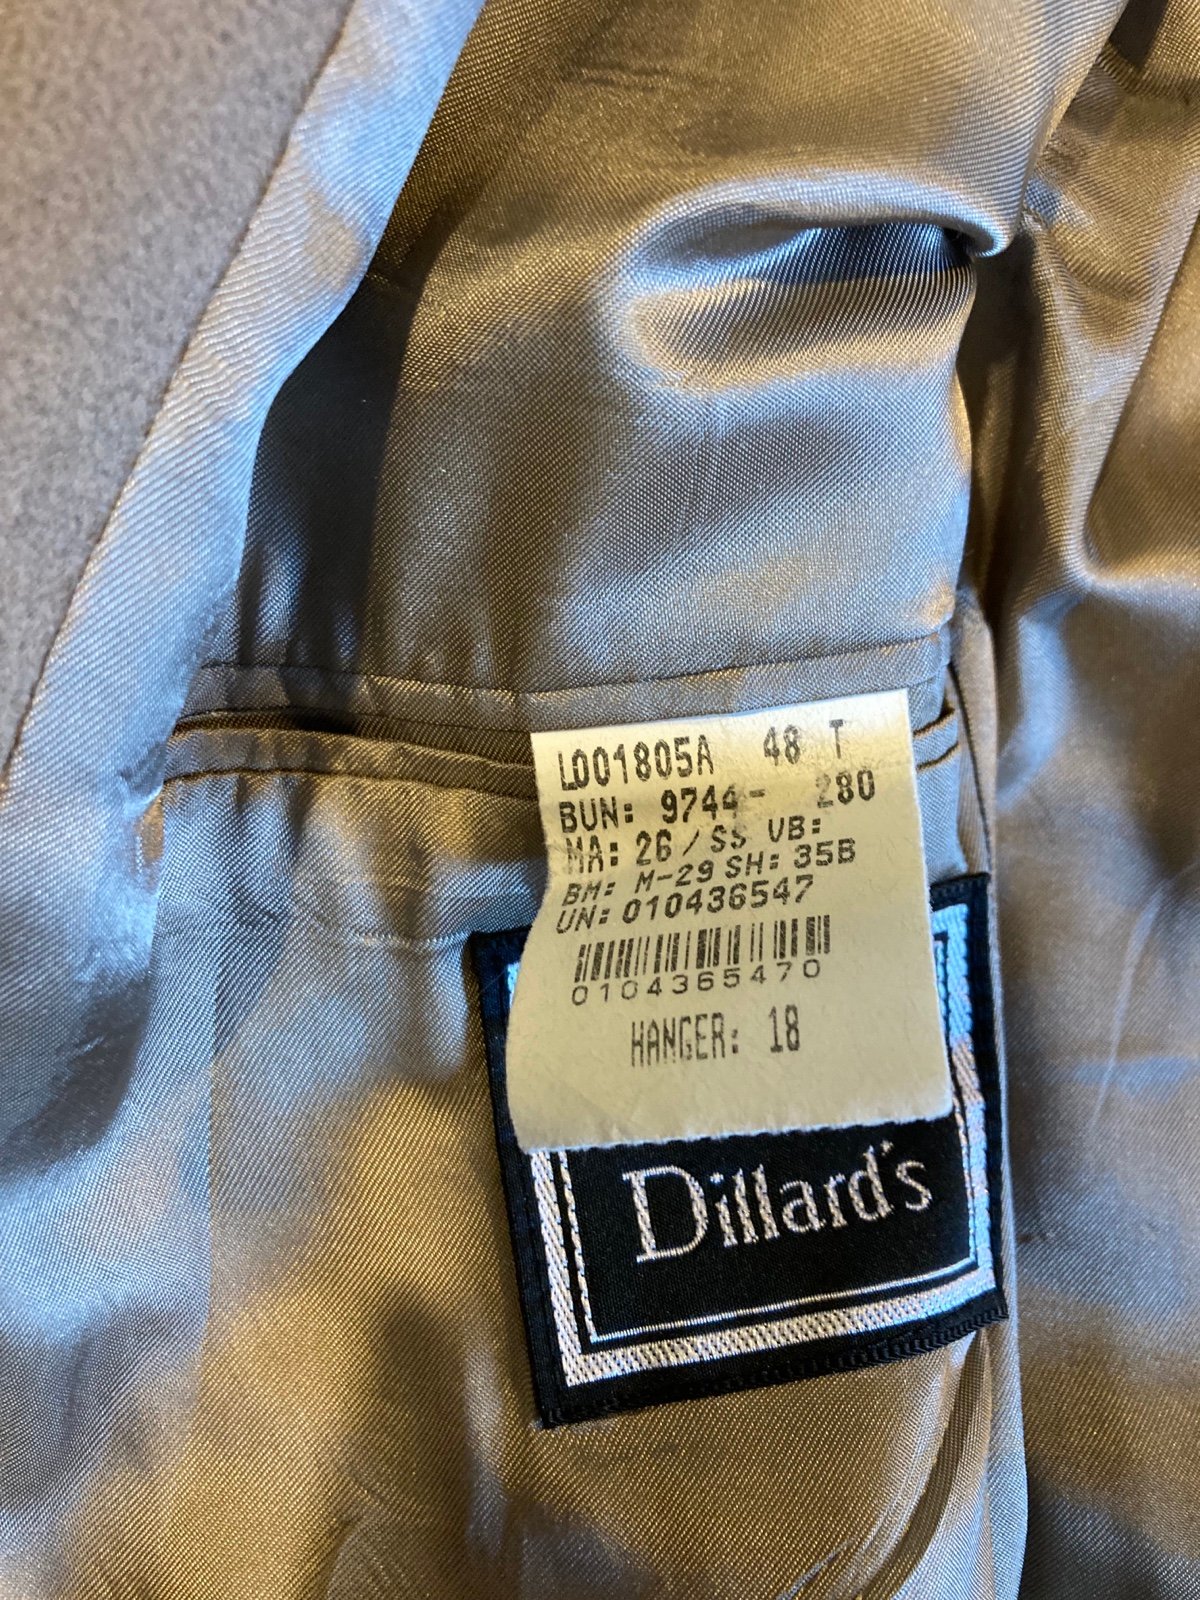 L001805A 48 T
BUN: 9744- 280
MA: 26/SS VB:
BM: M-29 SH: 35B
UN: 010436547
0104365470
HANGER: 18
Dillard's